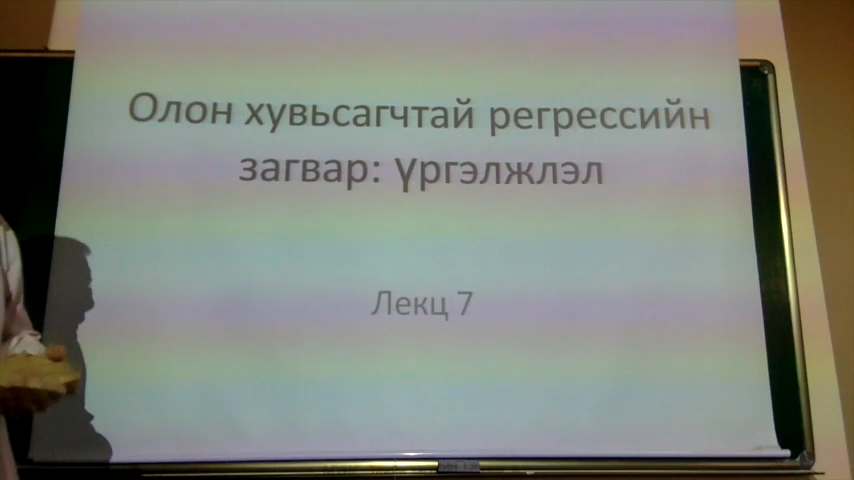 Олон хувьсагчтай регрессийн
загвар: үргэлжлэл
Лекц 7